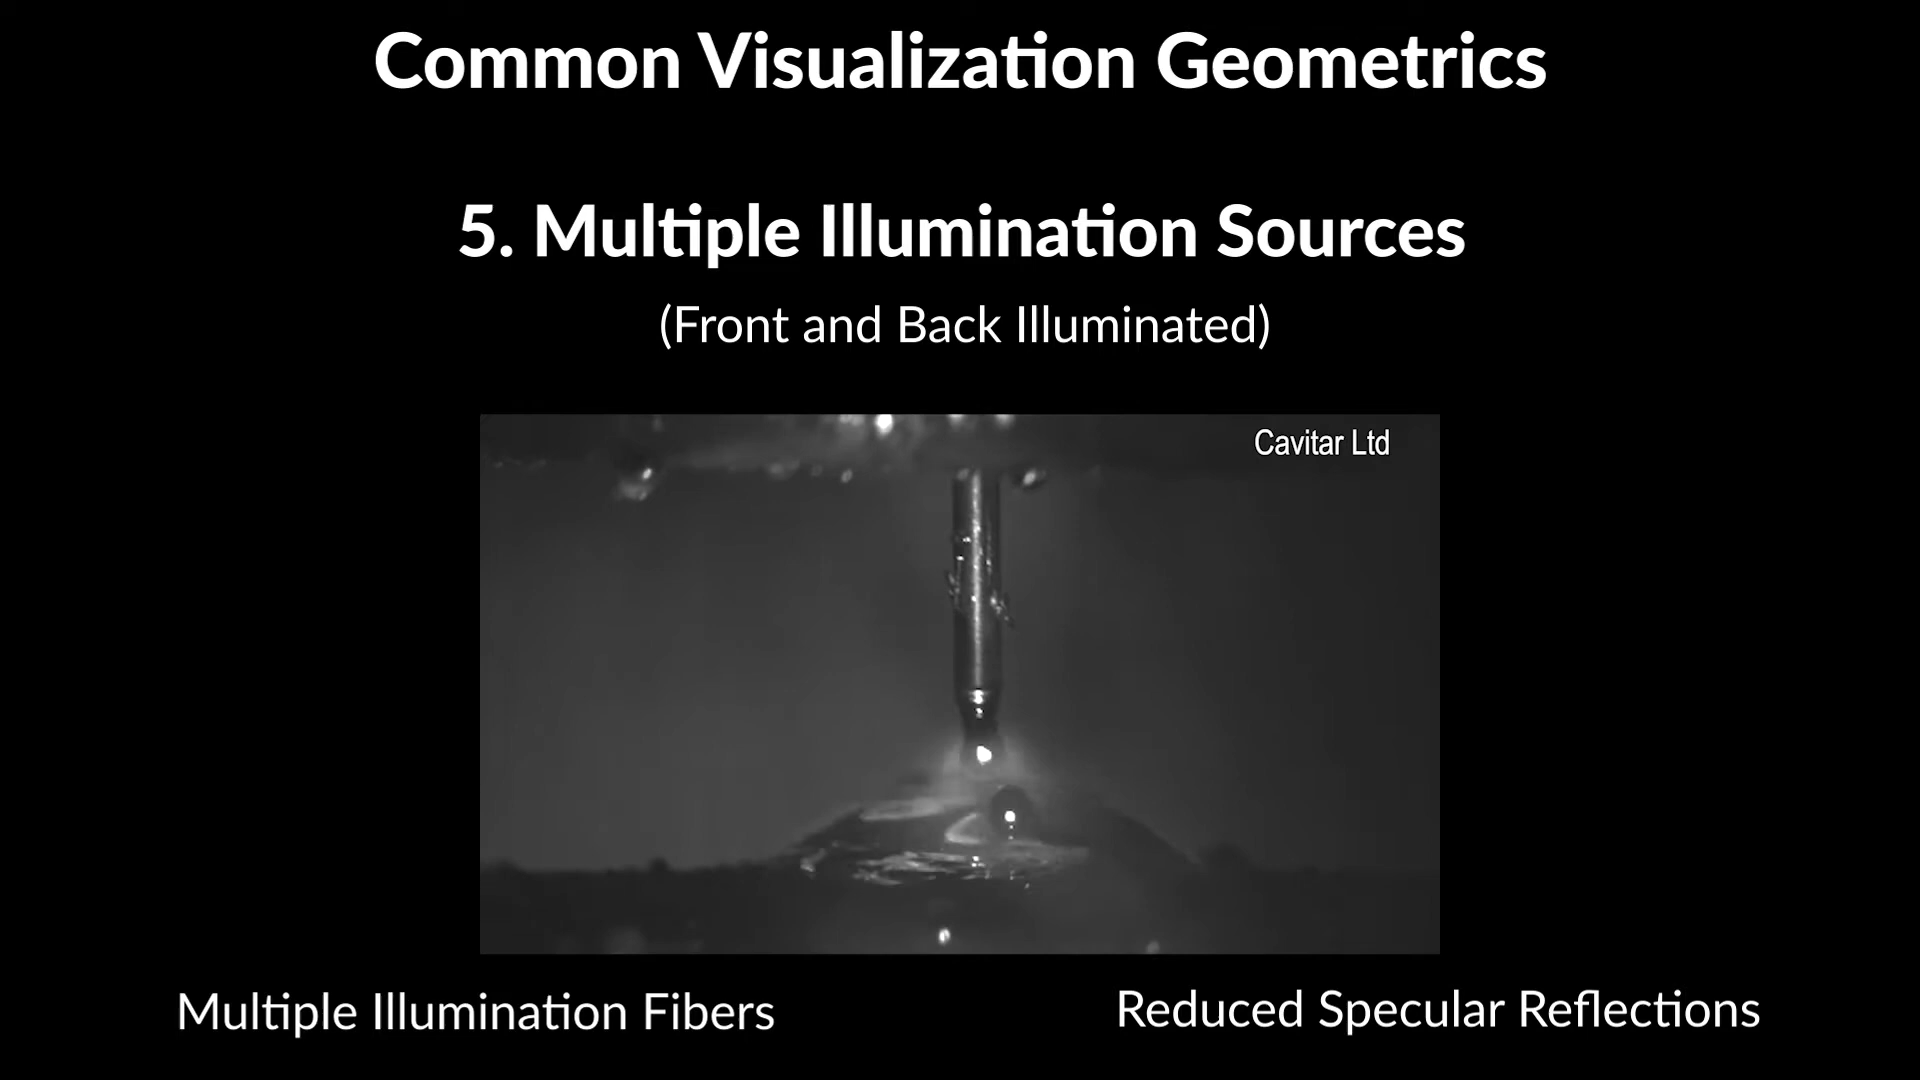 Common Visualization Geometrics
5. Multiple Illumination Sources
(Front and Back Illuminated)
Cavitar Ltd
Multiple Illumination Fibers
Reduced Specular Reflections